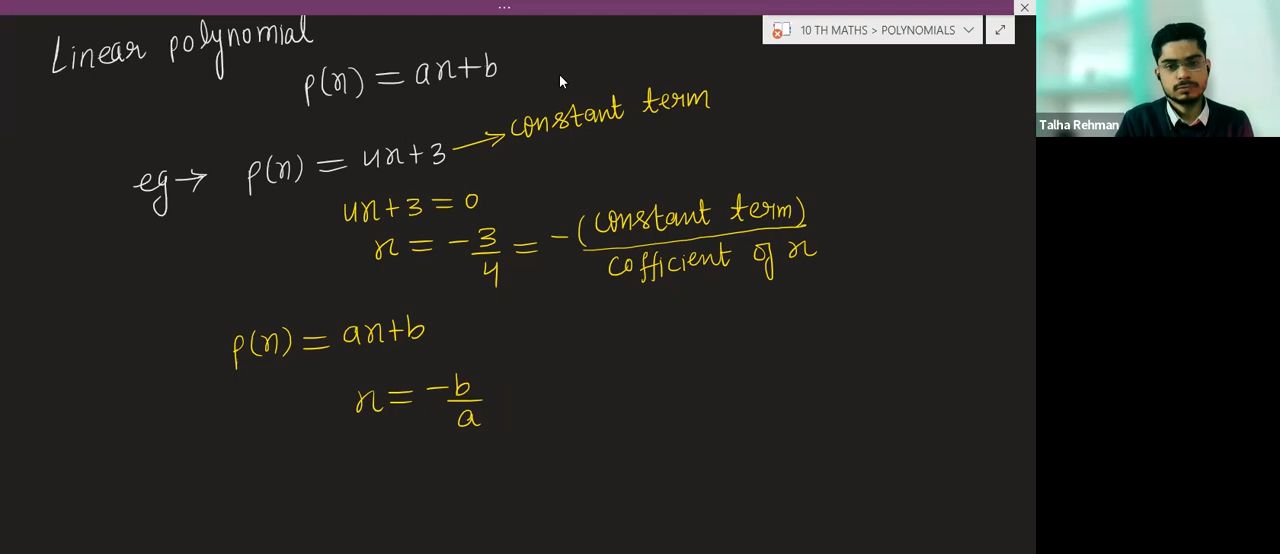 Linear polynomial
10 TH MATHS > POLYNOMIALS
p(x) = ax+b
constant term
eg→ p(x) = 4x+3
4x+3 = 0
x = -3/4 = -(constant term)/cofficient of x
p(x) = ax+b
x = -b/a
Talha Rehman